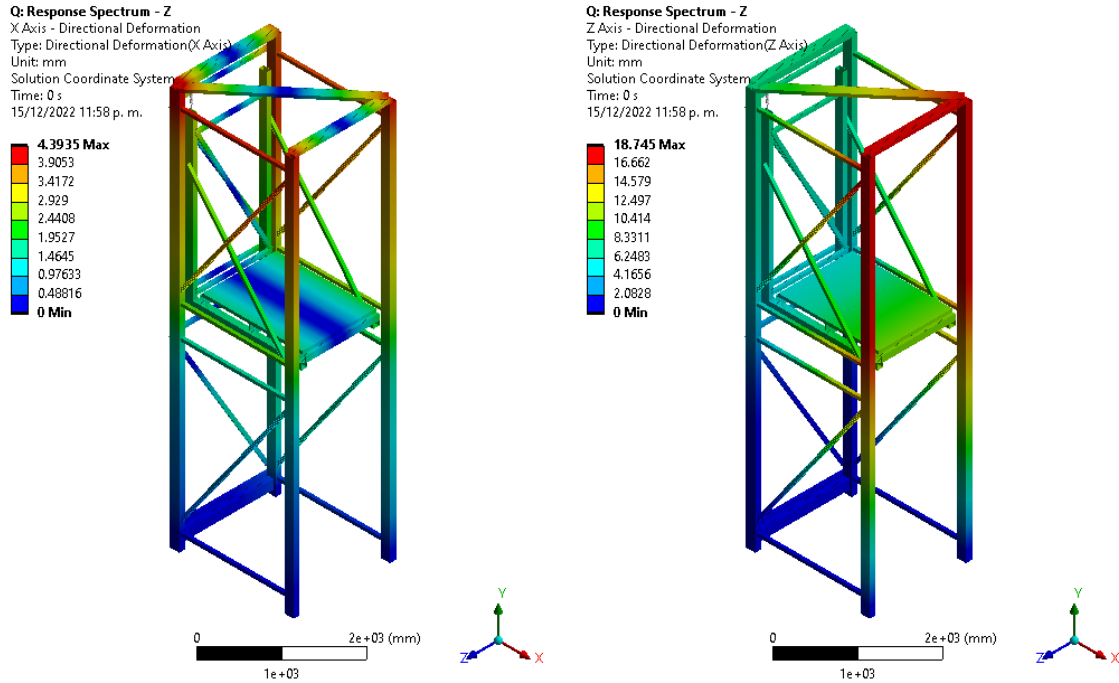 Q: Response Spectrum - Z
X Axis - Directional Deformation
Type: Directional Deformation(X Axis)
Unit: mm
Solution Coordinate System
Time: 0 s
15/12/2022 11:58 p. m.
4.3935 Max
3.9053
3.4172
2.929
2.4408
1.9527
1.4645
0.97633
0.48816
0 Min
0
2e+03 (mm)
1e+03
Y
Z
X
Q: Response Spectrum - Z
Z Axis - Directional Deformation
Type: Directional Deformation(Z Axis)
Unit: mm
Solution Coordinate System
Time: 0 s
15/12/2022 11:58 p. m.
18.745 Max
16.662
14.579
12.497
10.414
8.3311
6.2483
4.1656
2.0828
0 Min
0
2e+03 (mm)
1e+03
Y
Z
X